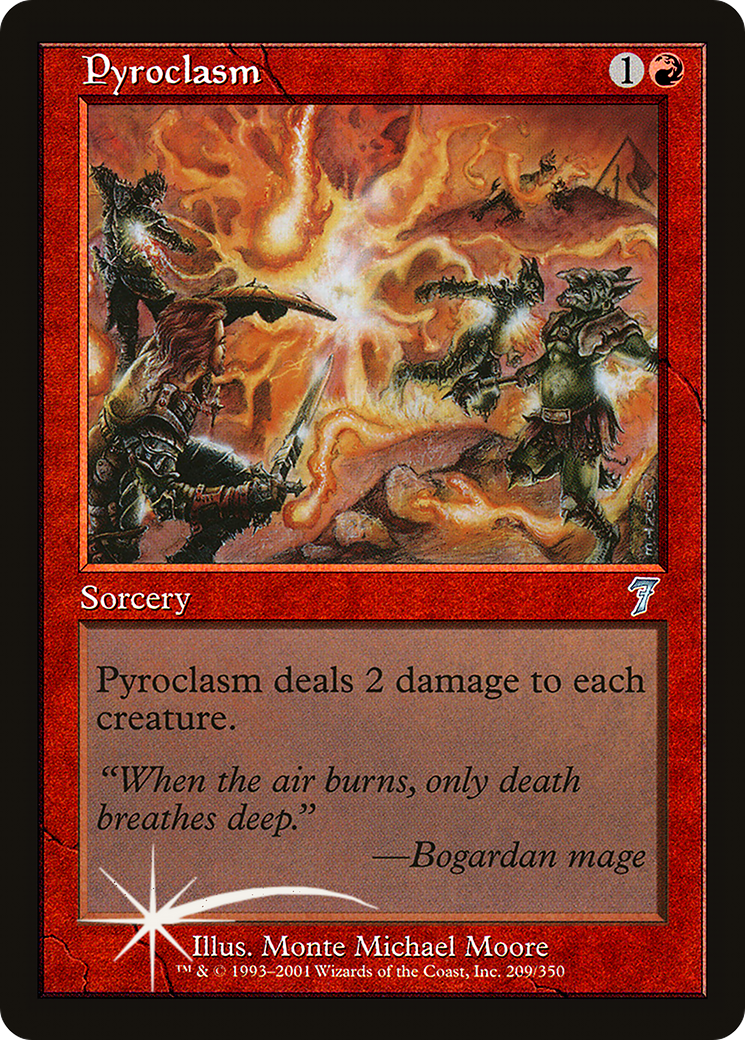 Pyroclasm 1
Sorcery 7
Pyroclasm deals 2 damage to each
creature.
“When the air burns, only death
breathes deep.”
—Bogardan mage
Illus. Monte Michael Moore
™ & © 1993–2001 Wizards of the Coast, Inc. 209/350